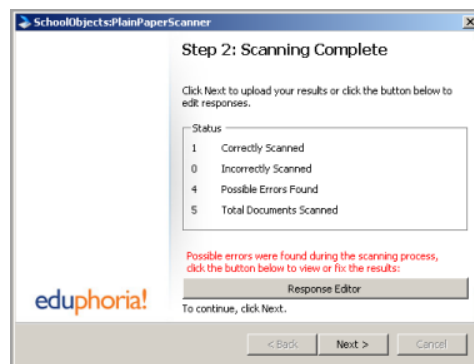 SchoolObjects:PlainPaperScanner
Step 2: Scanning Complete
Click Next to upload your results or click the button below to
edit responses.
Status
1 Correctly Scanned
0 Incorrectly Scanned
4 Possible Errors Found
5 Total Documents Scanned
Possible errors were found during the scanning process,
click the button below to view or fix the results:
Response Editor
eduphoria!
To continue, click Next.
< Back Next > Cancel